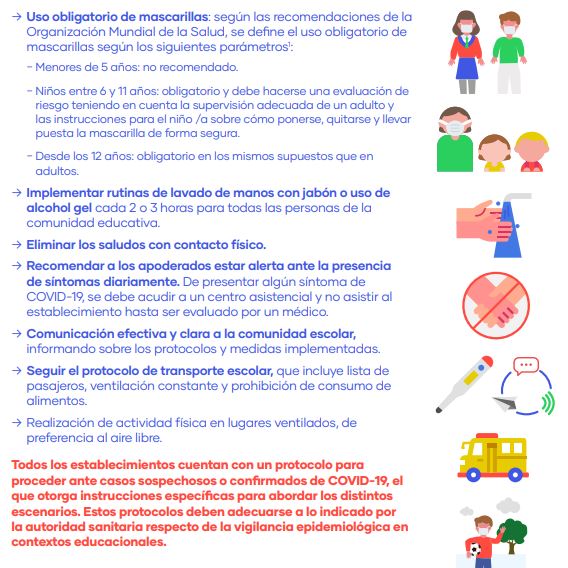 → Uso obligatorio de mascarillas: según las recomendaciones de la
Organización Mundial de la Salud, se define el uso obligatorio de
mascarillas según los siguientes parámetros¹:
– Menores de 5 años: no recomendado.
– Niños entre 6 y 11 años: obligatorio y debe hacerse una evaluación de
riesgo teniendo en cuenta la supervisión adecuada de un adulto y
las instrucciones para el niño /a sobre cómo ponerse, quitarse y llevar
puesta la mascarilla de forma segura.
– Desde los 12 años: obligatorio en los mismos supuestos que en
adultos.
→ Implementar rutinas de lavado de manos con jabón o uso de
alcohol gel cada 2 o 3 horas para todas las personas de la
comunidad educativa.
→ Eliminar los saludos con contacto físico.
→ Recomendar a los apoderados estar alerta ante la presencia
de síntomas diariamente. De presentar algún síntoma de
COVID-19, se debe acudir a un centro asistencial y no asistir al
establecimiento hasta ser evaluado por un médico.
→ Comunicación efectiva y clara a la comunidad escolar,
informando sobre los protocolos y medidas implementadas.
→ Seguir el protocolo de transporte escolar, que incluye lista de
pasajeros, ventilación constante y prohibición de consumo de
alimentos.
→ Realización de actividad física en lugares ventilados, de
preferencia al aire libre.
Todos los establecimientos cuentan con un protocolo para
proceder ante casos sospechosos o confirmados de COVID-19, el
que otorga instrucciones específicas para abordar los distintos
escenarios. Estos protocolos deben adecuarse a lo indicado por
la autoridad sanitaria respecto de la vigilancia epidemiológica en
contextos educacionales.